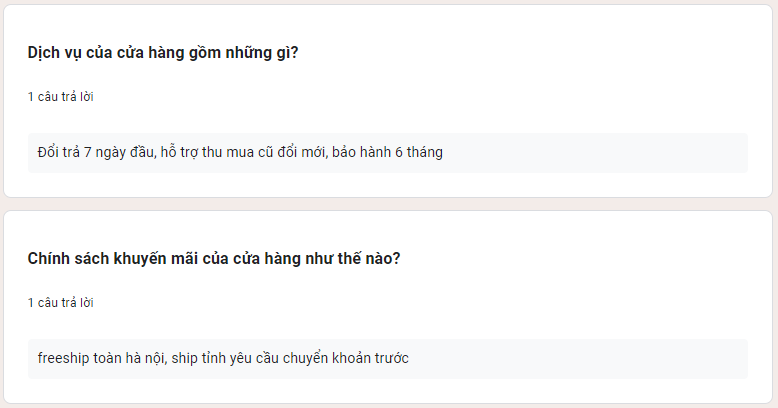 Dịch vụ của cửa hàng gồm những gì?
1 câu trả lời
Đổi trả 7 ngày đầu, hỗ trợ thu mua cũ đổi mới, bảo hành 6 tháng
Chính sách khuyến mãi của cửa hàng như thế nào?
1 câu trả lời
freeship toàn hà nội, ship tỉnh yêu cầu chuyển khoản trước